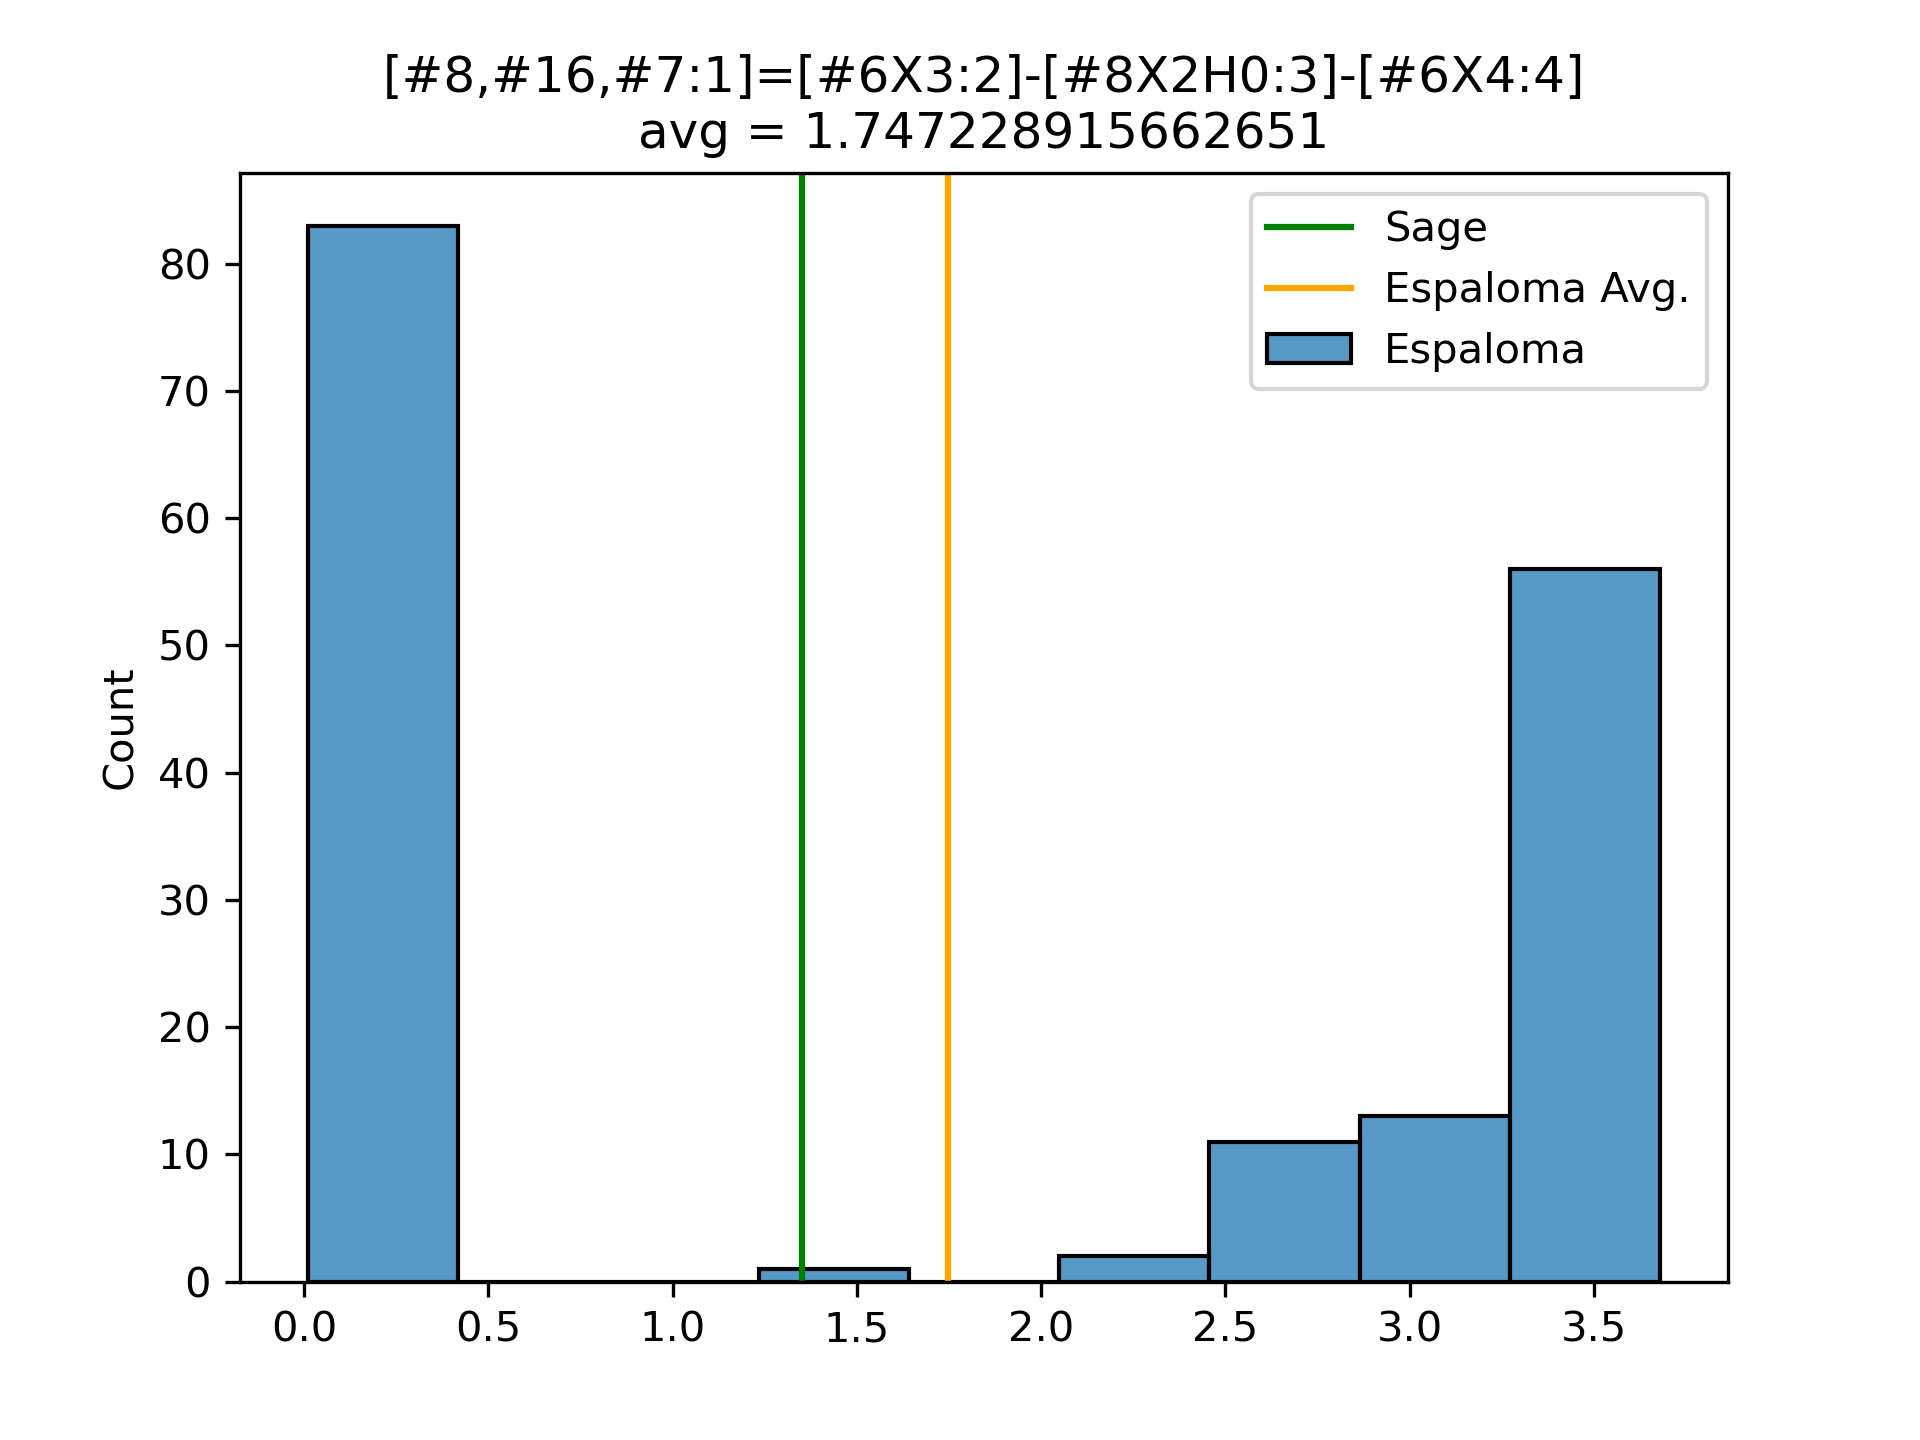 [#8,#16,#7:1]=[#6X3:2]-[#8X2H0:3]-[#6X4:4]
avg = 1.7472289156626​51
Sage
Espaloma Avg.
Espaloma
Count
80
70
60
50
40
30
20
10
0
0.0 0.5 1.0 1.5 2.0 2.5 3.0 3.5